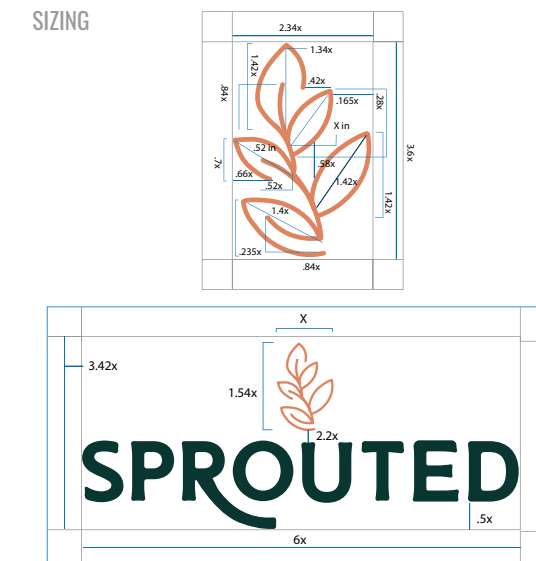 SIZING
2.34x
1.34x
1.42x
.42x
.84x
.165x
.28x
X in
3.6x
.52 in
.7x
.58x
.66x
.52x
1.42x
1.42x
1.4x
.235x
.84x
X
3.42x
1.54x
2.2x
SPROUTED
.5x
6x